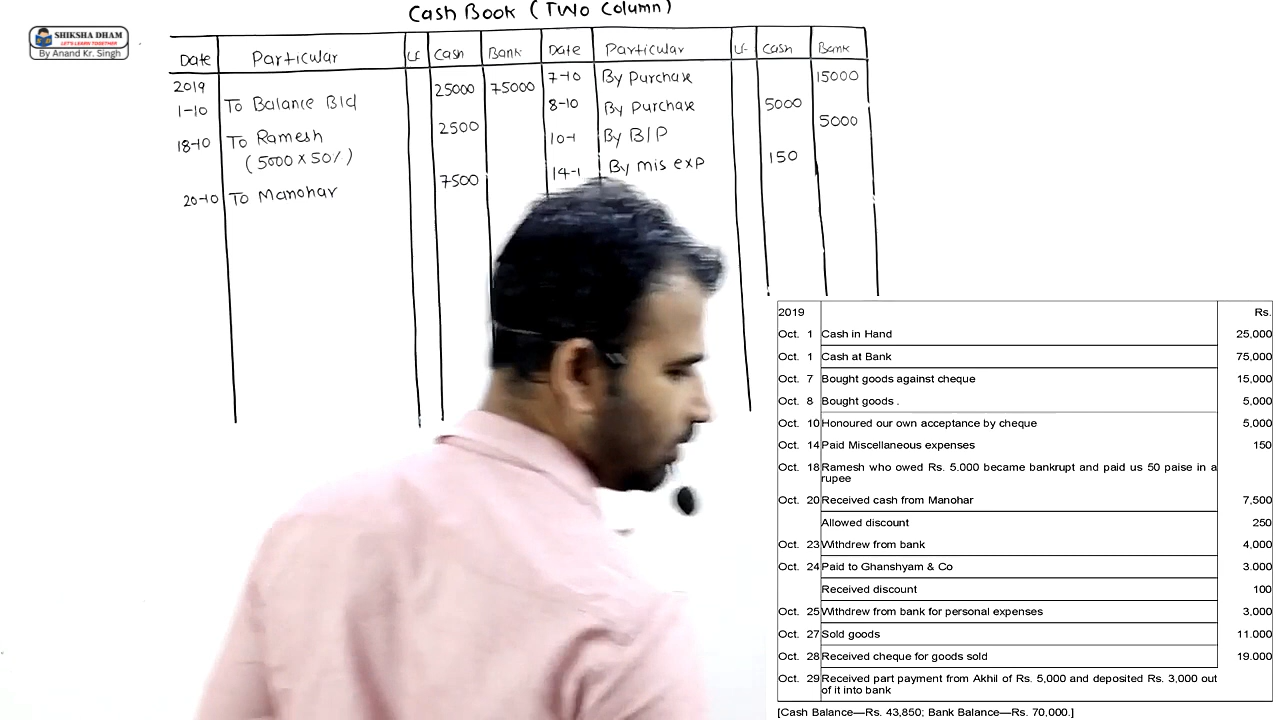 Cash Book (Two Column)
SHIKSHA DHAM
LET'S LEARN TOGETHER
By Anand Kr. Singh
Date Particular LF Cash Bank Date Particular LF Cash Bank
2019 25000 75000 7-10 By Purchase 15000
1-10 To Balance B/d 8-10 By Purchase 5000
18-10 To Ramesh 2500 10-1 By B/P 5000
(5000 x 50%) 14-1 By mis exp 150
20-10 To Manohar 7500
2019 Rs.
Oct. 1 Cash in Hand 25,000
Oct. 1 Cash at Bank 75,000
Oct. 7 Bought goods against cheque 15,000
Oct. 8 Bought goods . 5,000
Oct. 10 Honoured our own acceptance by cheque 5,000
Oct. 14 Paid Miscellaneous expenses 150
Oct. 18 Ramesh who owed Rs. 5.000 became bankrupt and paid us 50 paise in a
rupee
Oct. 20 Received cash from Manohar 7,500
Allowed discount 250
Oct. 23 Withdrew from bank 4,000
Oct. 24 Paid to Ghanshyam & Co 3.000
Received discount 100
Oct. 25 Withdrew from bank for personal expenses 3,000
Oct. 27 Sold goods 11.000
Oct. 28 Received cheque for goods sold 19.000
Oct. 29 Received part payment from Akhil of Rs. 5,000 and deposited Rs. 3,000 out
of it into bank
[Cash Balance—Rs. 43,850; Bank Balance—Rs. 70,000.]